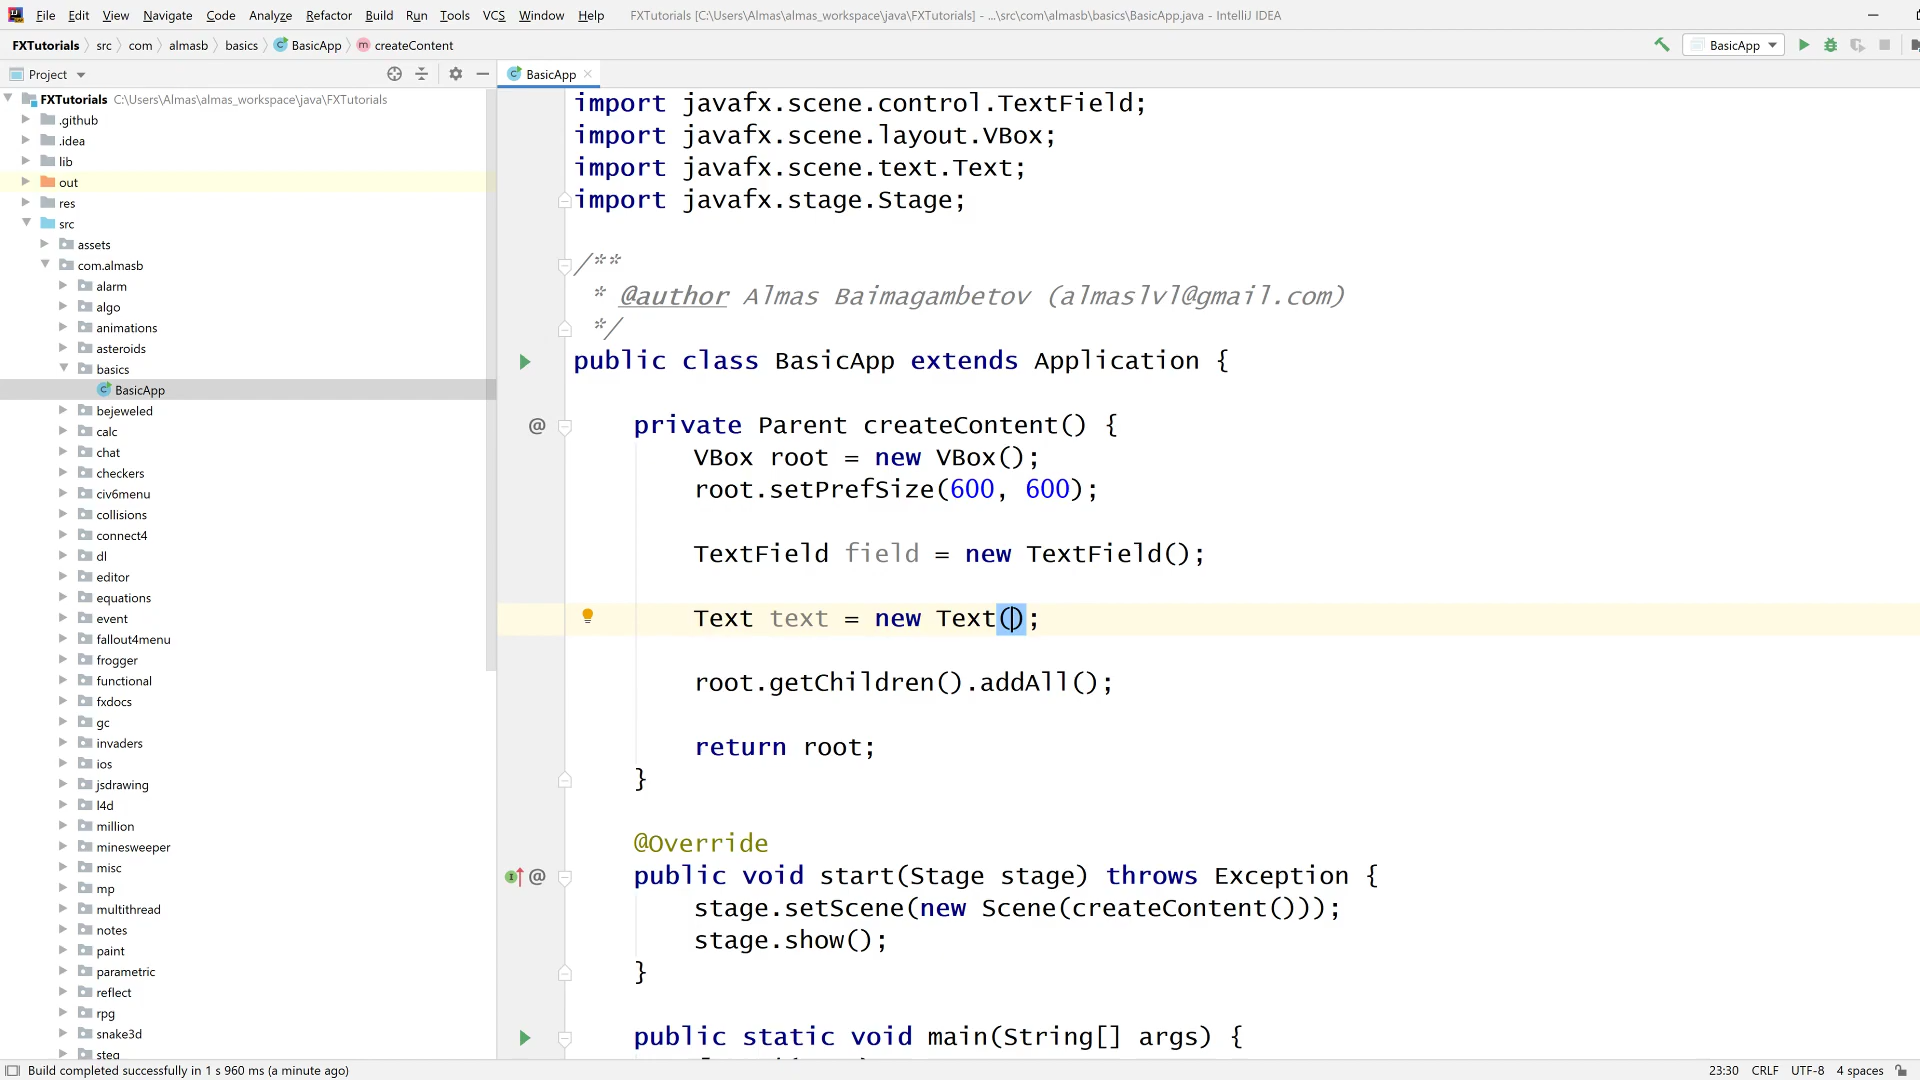 File Edit View Navigate Code Analyze Refactor Build Run Tools VCS Window Help FXTutorials [C:\Users\Almas\almas_workspace\java\FXTutorials] - ...\src\com\almasb\basics\BasicApp.java - IntelliJ IDEA
FXTutorials src com almasb basics BasicApp createContent BasicApp
Project
BasicApp
FXTutorials C:\Users\Almas\almas_workspace\java\FXTutorials
.github
.idea
lib
out
res
src
assets
com.almasb
alarm
algo
animations
asteroids
basics
BasicApp
bejeweled
calc
chat
checkers
civ6menu
collisions
connect4
dl
editor
equations
event
fallout4menu
frogger
functional
fxdocs
gc
invaders
ios
jsdrawing
l4d
million
minesweeper
misc
mp
multithread
notes
paint
parametric
reflect
rpg
snake3d
steg
import javafx.scene.control.TextField;
import javafx.scene.layout.VBox;
import javafx.scene.text.Text;
import javafx.stage.Stage;
/**
* @author Almas Baimagambetov (almaslvl@gmail.com)
*/
public class BasicApp extends Application {
@ private Parent createContent() {
VBox root = new VBox();
root.setPrefSize(600, 600);
TextField field = new TextField();
Text text = new Text();
root.getChildren().addAll();
return root;
}
@Override
@ public void start(Stage stage) throws Exception {
stage.setScene(new Scene(createContent()));
stage.show();
}
public static void main(String[] args) {
Build completed successfully in 1 s 960 ms (a minute ago) 23:30 CRLF UTF-8 4 spaces